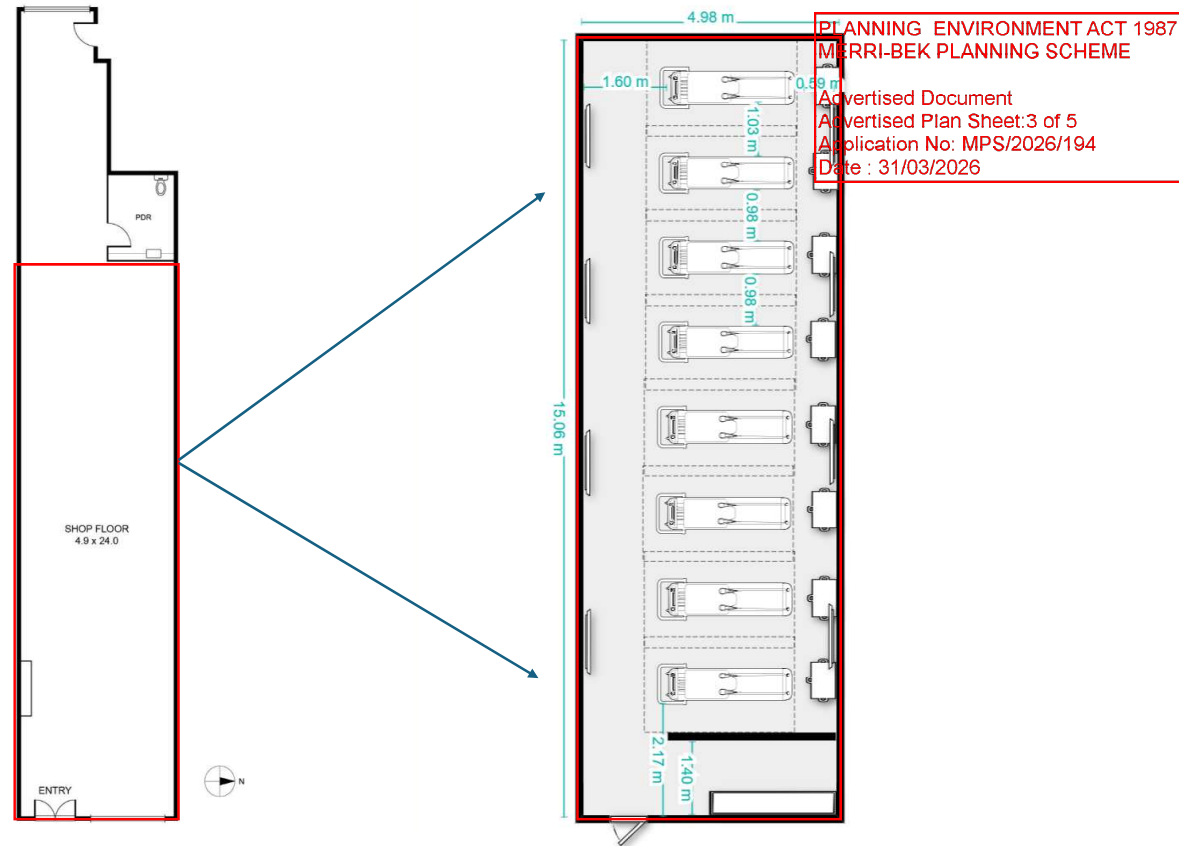 PLANNING ENVIRONMENT ACT 1987
MERRI-BEK PLANNING SCHEME
Advertised Document
Advertised Plan Sheet:3 of 5
Application No: MPS/2026/194
Date : 31/03/2026
PDR
SHOP FLOOR
4.9 x 24.0
ENTRY
N
4.98 m
1.60 m
0.59 m
1.03 m
0.98 m
0.98 m
15.06 m
2.17 m
1.40 m